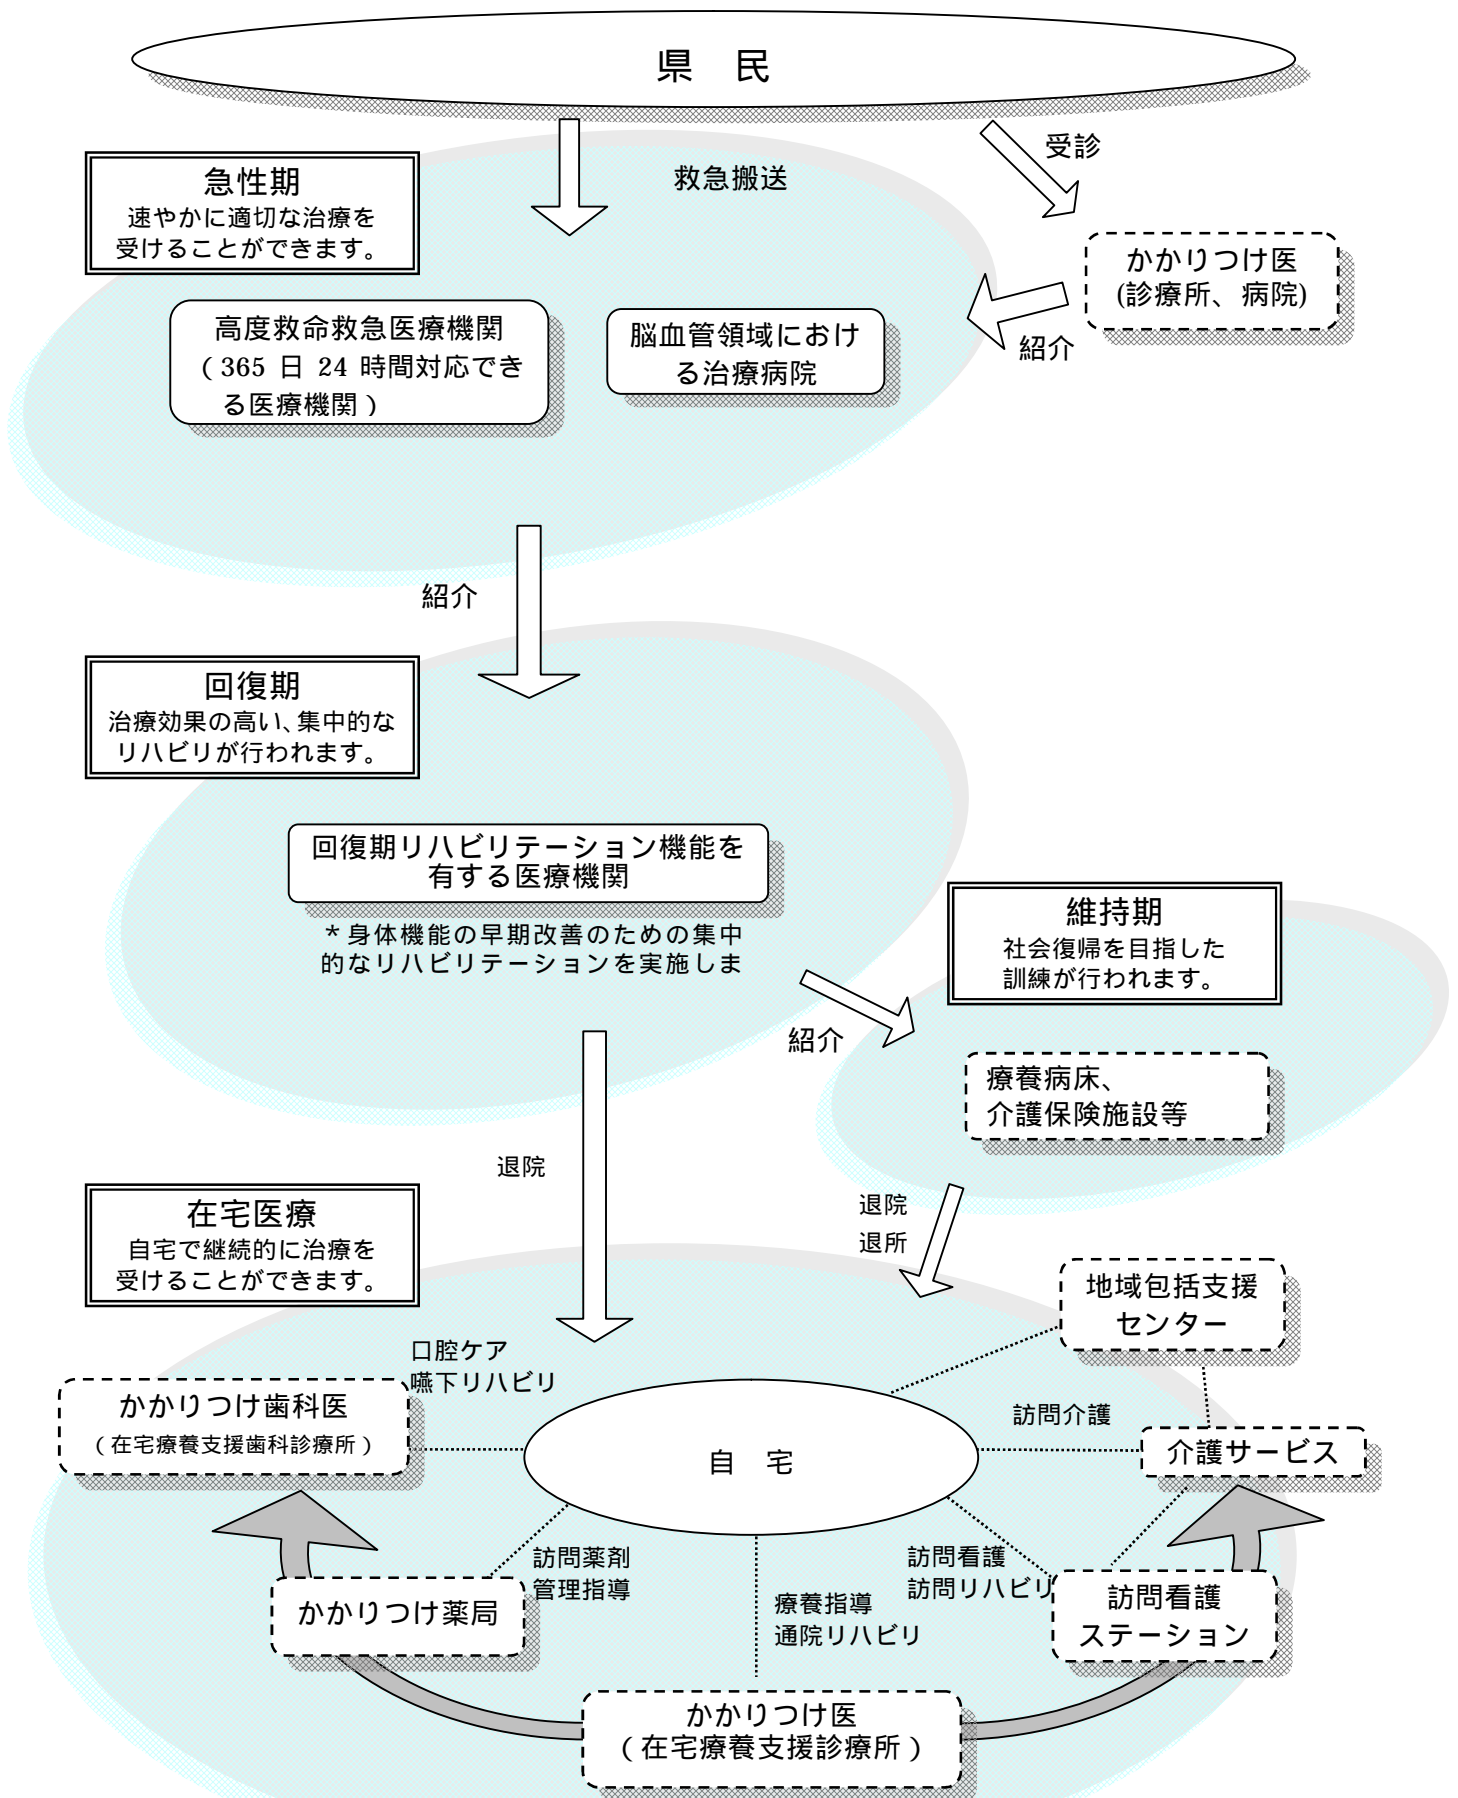 県　民
受診
救急搬送
急性期
速やかに適切な治療を
受けることができます。
かかりつけ医
(診療所、病院)
紹介
高度救命救急医療機関
（365 日 24 時間対応でき
る医療機関）
脳血管領域におけ
る治療病院
紹介
回復期
治療効果の高い、集中的な
リハビリが行われます。
回復期リハビリテーション機能を
有する医療機関
＊身体機能の早期改善のための集中
的なリハビリテーションを実施しま
維持期
社会復帰を目指した
訓練が行われます。
紹介
療養病床、
介護保険施設等
退院
退院
退所
在宅医療
自宅で継続的に治療を
受けることができます。
地域包括支援
センター
口腔ケア
嚥下リハビリ
かかりつけ歯科医
（在宅療養支援歯科診療所）
自　宅
訪問介護
介護サービス
訪問薬剤
管理指導
かかりつけ薬局
療養指導
通院リハビリ
訪問看護
訪問リハビリ
訪問看護
ステーション
かかりつけ医
（在宅療養支援診療所）